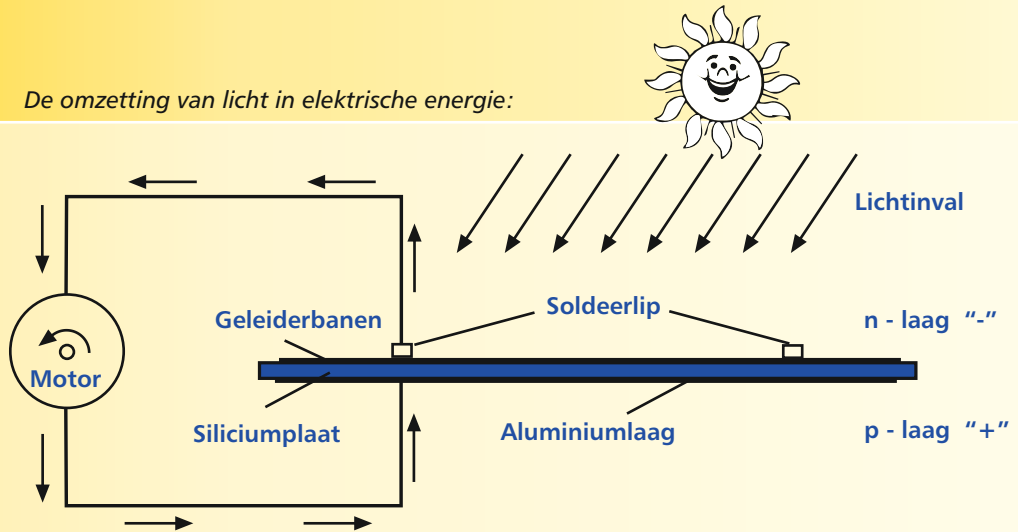 De omzetting van licht in elektrische energie:
Lichtinval
Soldeerlip
Geleiderbanen
n - laag “-”
Motor
Siliciumplaat
Aluminiumlaag
p - laag “+”